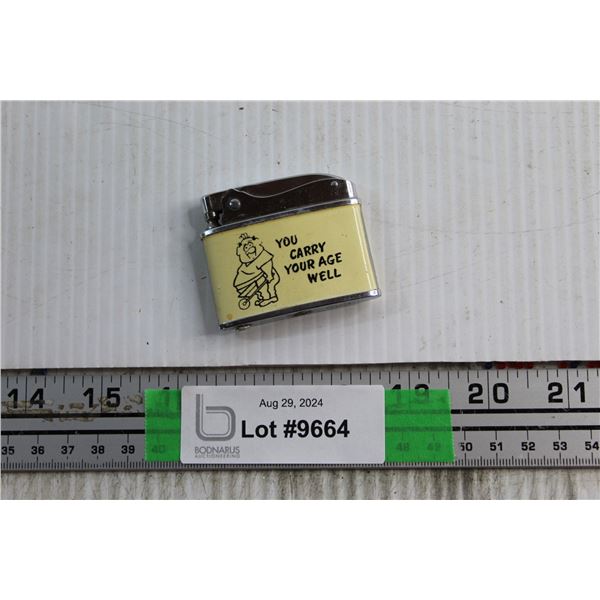 YOU
CARRY
YOUR AGE
WELL
14 15 19 20 21
Aug 29, 2024
Lot #9664
BODNARUS
AUCTIONEERING
35 36 37 38 39 40 48 49 50 51 52 53 54